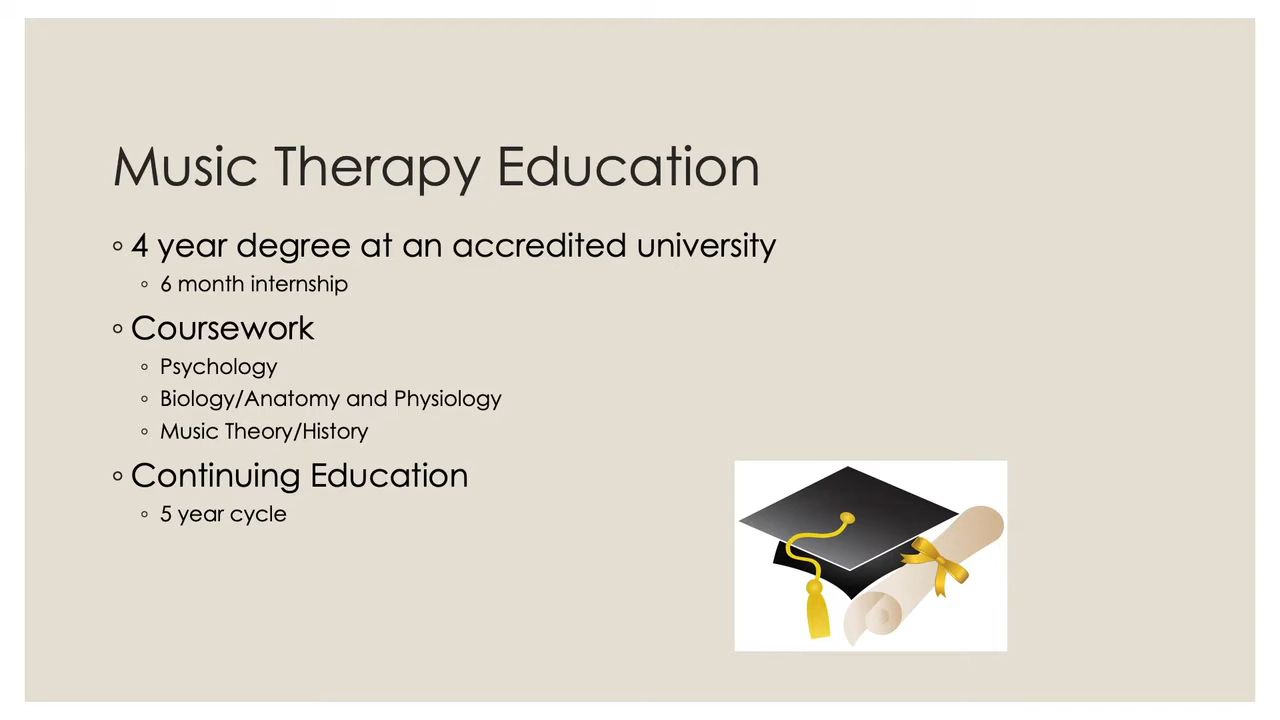 Music Therapy Education
◦ 4 year degree at an accredited university
◦ 6 month internship
◦ Coursework
◦ Psychology
◦ Biology/Anatomy and Physiology
◦ Music Theory/History
◦ Continuing Education
◦ 5 year cycle